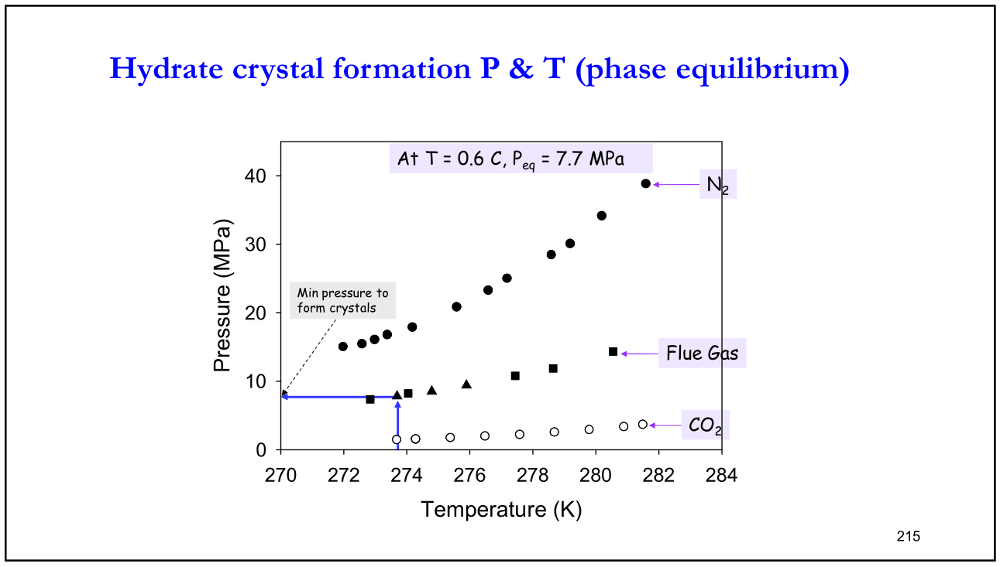 Hydrate crystal formation P & T (phase equilibrium)
At T = 0.6 C, Peq = 7.7 MPa
N2
Min pressure to
form crystals
Flue Gas
CO2
Pressure (MPa)
40
30
20
10
0
270 272 274 276 278 280 282 284
Temperature (K)
215